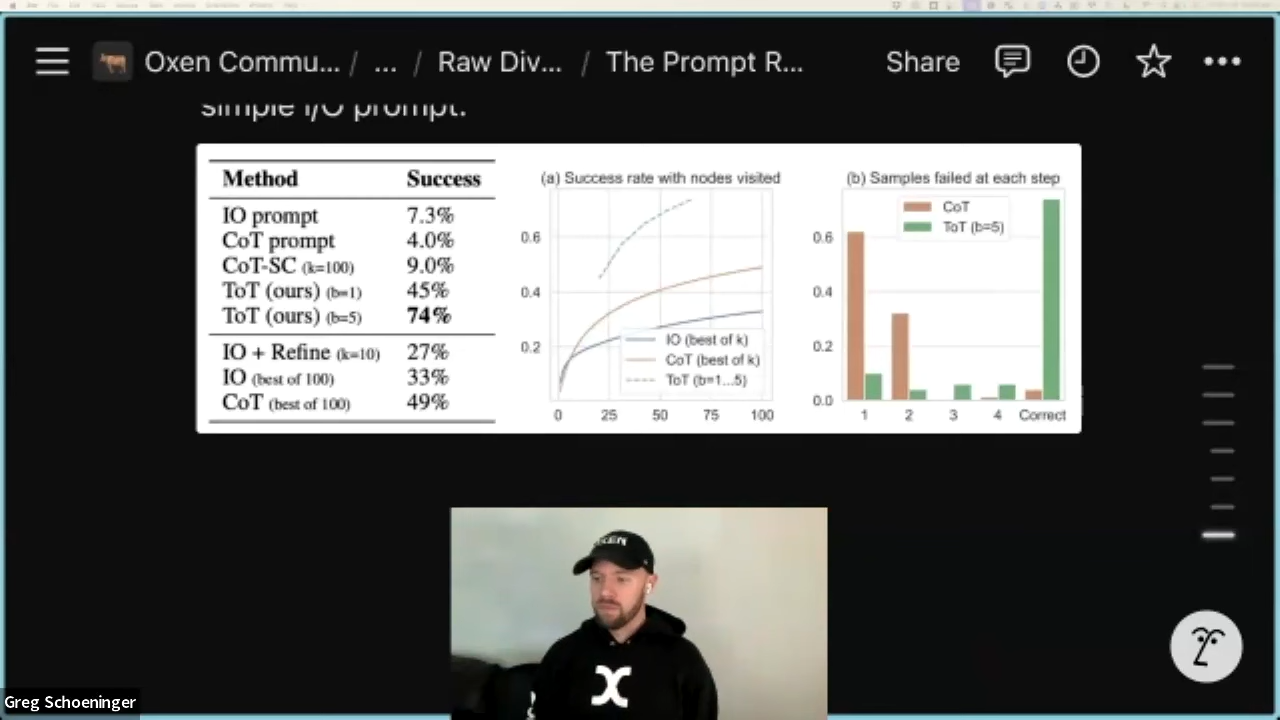 Oxen Commu... / ... / Raw Div... / The Prompt R... Share
simple I/O prompt.
Method Success
IO prompt 7.3%
CoT prompt 4.0%
CoT-SC (k=100) 9.0%
ToT (ours) (b=1) 45%
ToT (ours) (b=5) 74%
IO + Refine (k=10) 27%
IO (best of 100) 33%
CoT (best of 100) 49%
(a) Success rate with nodes visited
0.6
0.4
0.2
IO (best of k)
CoT (best of k)
ToT (b=1...5)
0 25 50 75 100
(b) Samples failed at each step
CoT
ToT (b=5)
0.6
0.4
0.2
0.0
1 2 3 4 Correct
Greg Schoeninger